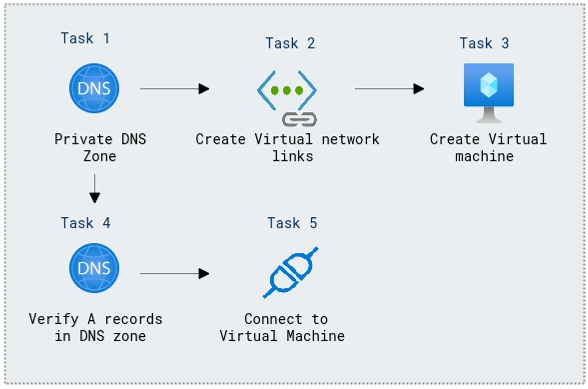 Task 1
Task 2
Task 3
DNS
Private DNS
Zone
Create Virtual network
links
Create Virtual
machine
Task 4
Task 5
DNS
Verify A records
in DNS zone
Connect to
Virtual Machine